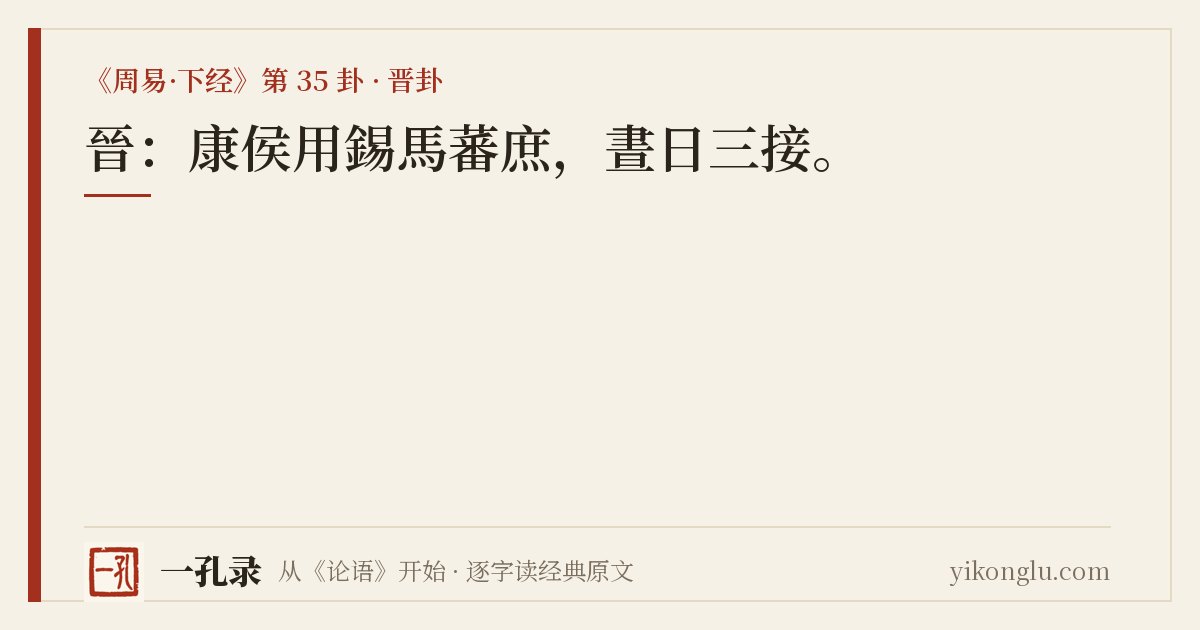 《周易·下经》第 35 卦 · 晋卦
晉：康侯用錫馬蕃庶，晝日三接。
一孔
一孔录
从《论语》开始 · 逐字读经典原文
yikonglu.com